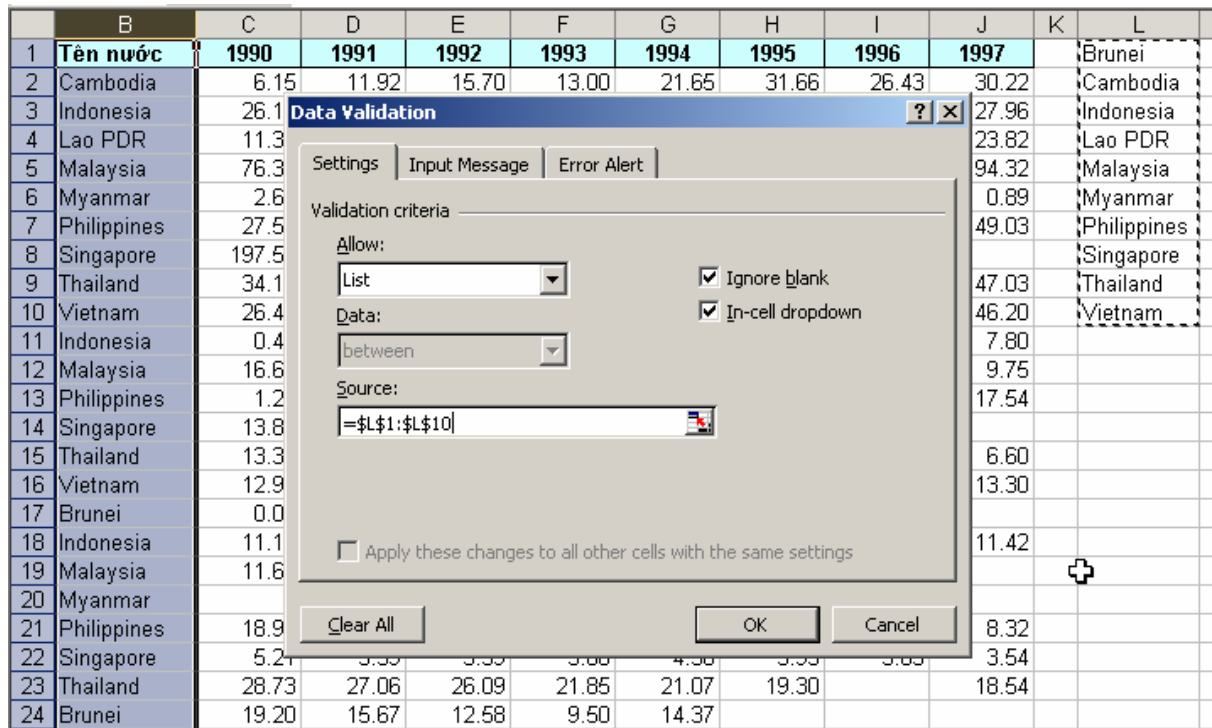 B C D E F G H I J K L
1 Tên nước 1990 1991 1992 1993 1994 1995 1996 1997 Brunei
2 Cambodia 6.15 11.92 15.70 13.00 21.65 31.66 26.43 30.22 Cambodia
3 Indonesia 26.1 27.96 Indonesia
4 Lao PDR 11.3 23.82 Lao PDR
5 Malaysia 76.3 94.32 Malaysia
6 Myanmar 2.6 0.89 Myanmar
7 Philippines 27.5 49.03 Philippines
8 Singapore 197.5 Singapore
9 Thailand 34.1 47.03 Thailand
10 Vietnam 26.4 46.20 Vietnam
11 Indonesia 0.4 7.80
12 Malaysia 16.6 9.75
13 Philippines 1.2 17.54
14 Singapore 13.8
15 Thailand 13.3 6.60
16 Vietnam 12.9 13.30
17 Brunei 0.0
18 Indonesia 11.1 11.42
19 Malaysia 11.6
20 Myanmar
21 Philippines 18.9 8.32
22 Singapore 3.54
23 Thailand 28.73 27.06 26.09 21.85 21.07 19.30 18.54
24 Brunei 19.20 15.67 12.58 9.50 14.37
Data Validation
Settings Input Message Error Alert
Validation criteria
Allow:
List
Ignore blank
Data:
In-cell dropdown
between
Source:
=$L$1:$L$10
Apply these changes to all other cells with the same settings
Clear All OK Cancel